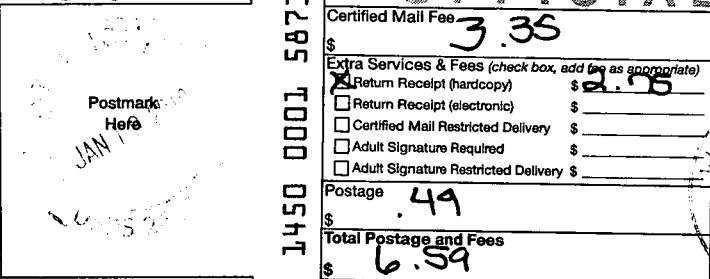 Postmark
Here
JAN
1450 0001 587
Certified Mail Fee 3.35
$
Extra Services & Fees (check box, add fee as appropriate)
X Return Receipt (hardcopy) $ 2.75
Return Receipt (electronic) $
Certified Mail Restricted Delivery $
Adult Signature Required $
Adult Signature Restricted Delivery $
Postage
$ .49
Total Postage and Fees
$ 6.59